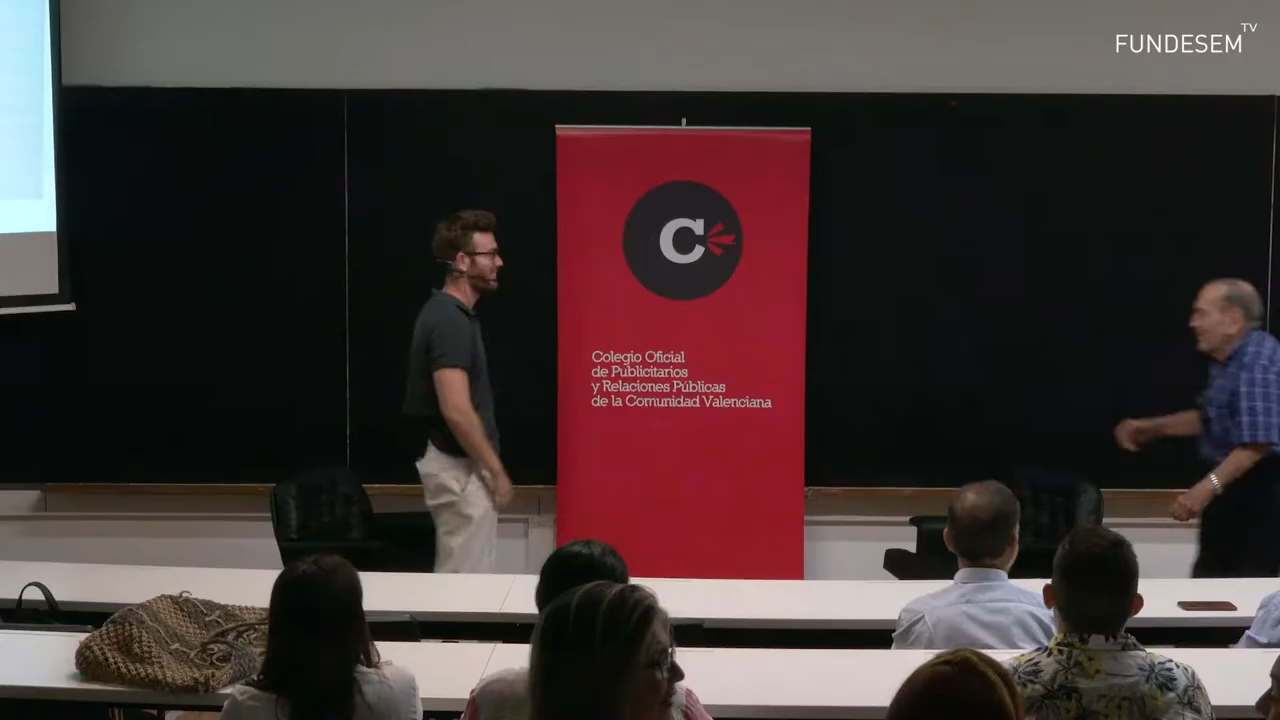 FUNDESEM TV
C
Colegio Oficial
de Publicitarios
y Relaciones Públicas
de la Comunidad Valenciana